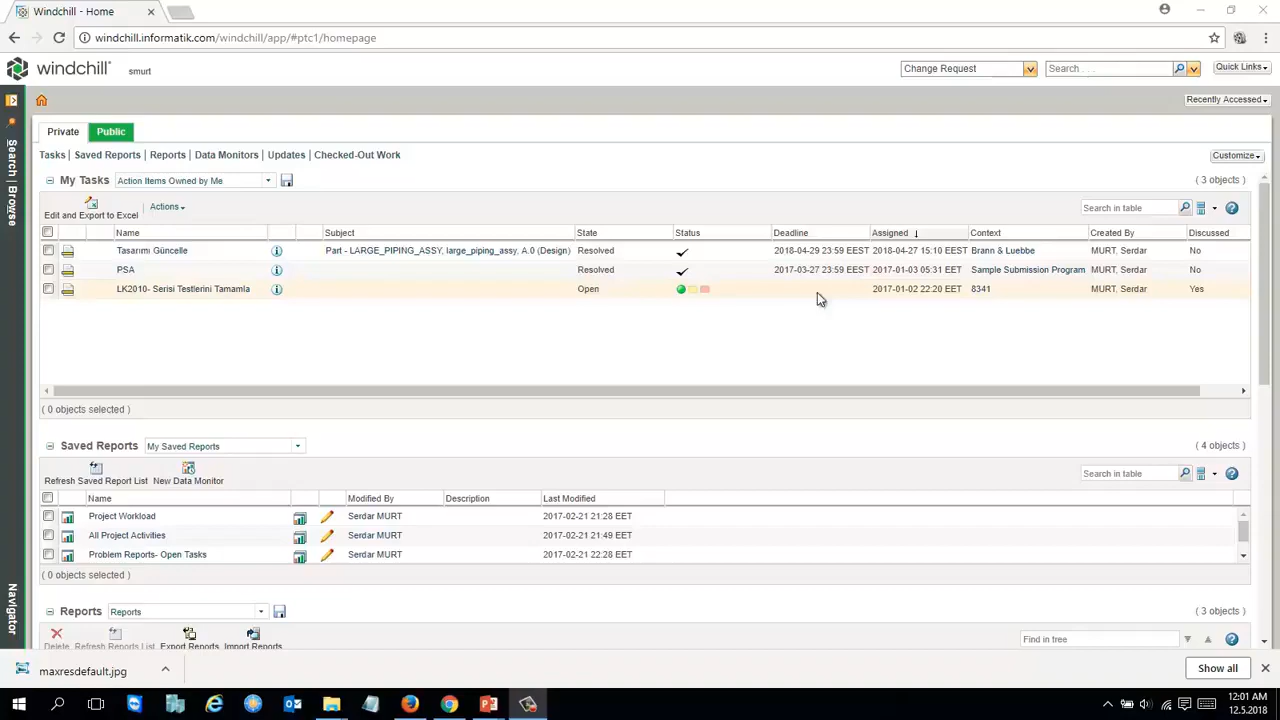 Windchill - Home
windchill.informatik.com/windchill/app/#ptc1/homepage
windchill smurt
Change Request Search . . . Quick Links
Recently Accessed
Search | Browse
Navigator
Private Public
Tasks | Saved Reports | Reports | Data Monitors | Updates | Checked-Out Work
Customize
My Tasks Action Items Owned by Me ( 3 objects )
Edit and Export to Excel Actions Search in table
Name Subject State Status Deadline Assigned Context Created By Discussed
Tasarımı Güncelle Part - LARGE_PIPING_ASSY, large_piping_assy, A.0 (Design) Resolved 2018-04-29 23:59 EEST 2018-04-27 15:10 EEST Brann & Luebbe MURT, Serdar No
PSA Resolved 2017-03-27 23:59 EEST 2017-01-03 05:31 EET Sample Submission Program MURT, Serdar No
LK2010- Serisi Testlerini Tamamla Open 2017-01-02 22:20 EET 8341 MURT, Serdar Yes
( 0 objects selected )
Saved Reports My Saved Reports ( 4 objects )
Refresh Saved Report List New Data Monitor Search in table
Name Modified By Description Last Modified
Project Workload Serdar MURT 2017-02-21 21:28 EET
All Project Activities Serdar MURT 2017-02-21 21:49 EET
Problem Reports- Open Tasks Serdar MURT 2017-02-21 22:28 EET
( 0 objects selected )
Reports Reports ( 3 objects )
Delete Refresh Reports List Export Reports Import Reports Find in tree
maxresdefault.jpg Show all
12:01 AM
12.5.2018